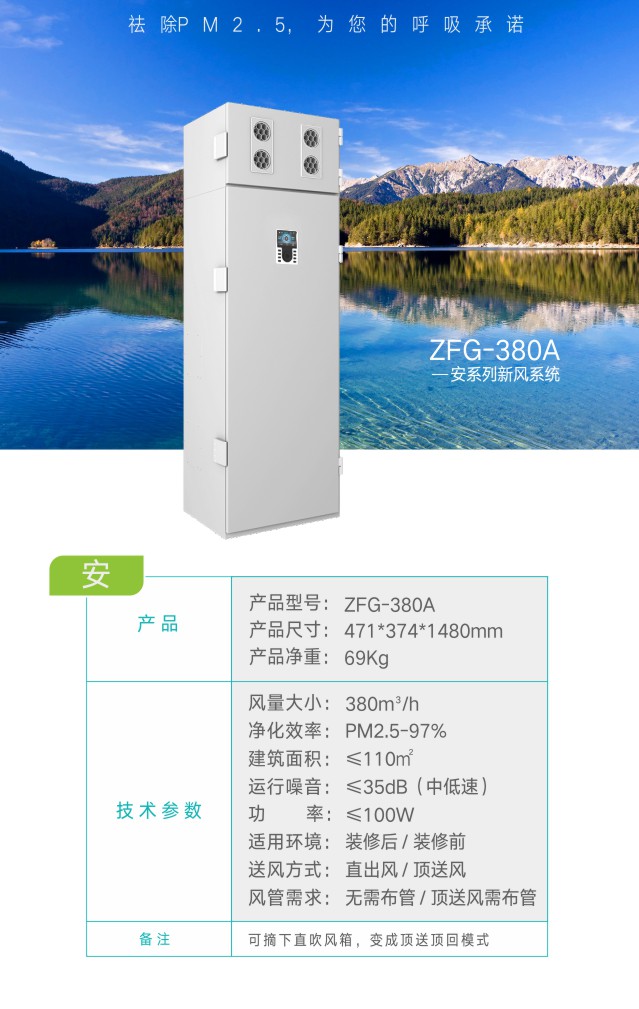 祛除PM2.5,为您的呼吸承诺
ZFG-380A
—安系列新风系统
安
产品
产品型号：ZFG-380A
产品尺寸：471*374*1480mm
产品净重：69Kg
技术参数
风量大小：380m³/h
净化效率：PM2.5-97%
建筑面积：≤110㎡
运行噪音：≤35dB（中低速）
功 率：≤100W
适用环境：装修后 / 装修前
送风方式：直出风 / 顶送风
风管需求：无需布管 / 顶送风需布管
备注
可摘下直吹风箱，变成顶送顶回模式